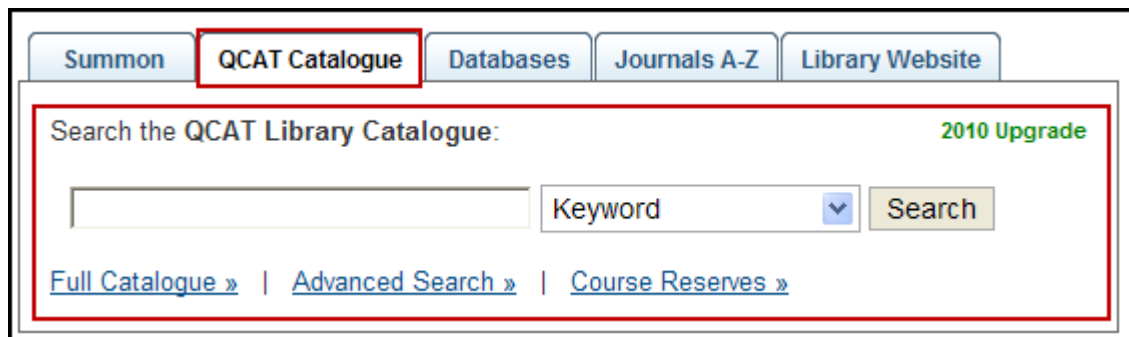 Summon QCAT Catalogue Databases Journals A-Z Library Website
Search the QCAT Library Catalogue: 2010 Upgrade
Keyword Search
Full Catalogue » | Advanced Search » | Course Reserves »